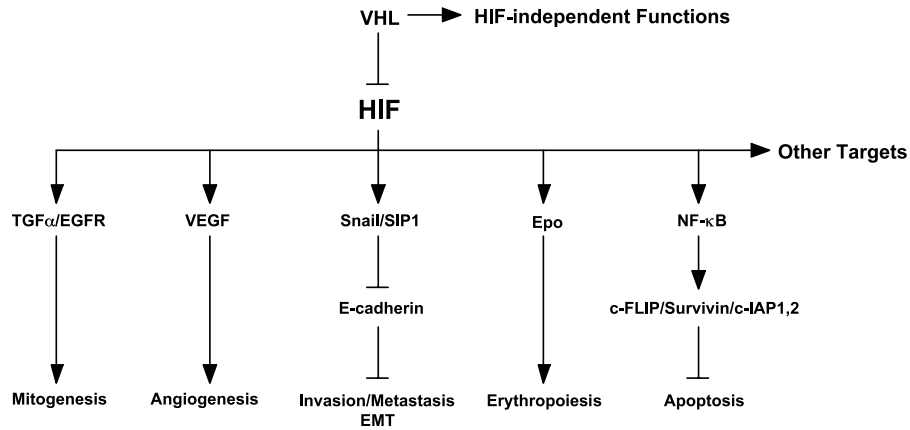 VHL HIF-independent Functions
HIF
Other Targets
TGFα/EGFR VEGF Snail/SIP1 Epo NF-κB
E-cadherin c-FLIP/Survivin/c-IAP1,2
Mitogenesis Angiogenesis Invasion/Metastasis Erythropoiesis Apoptosis
EMT